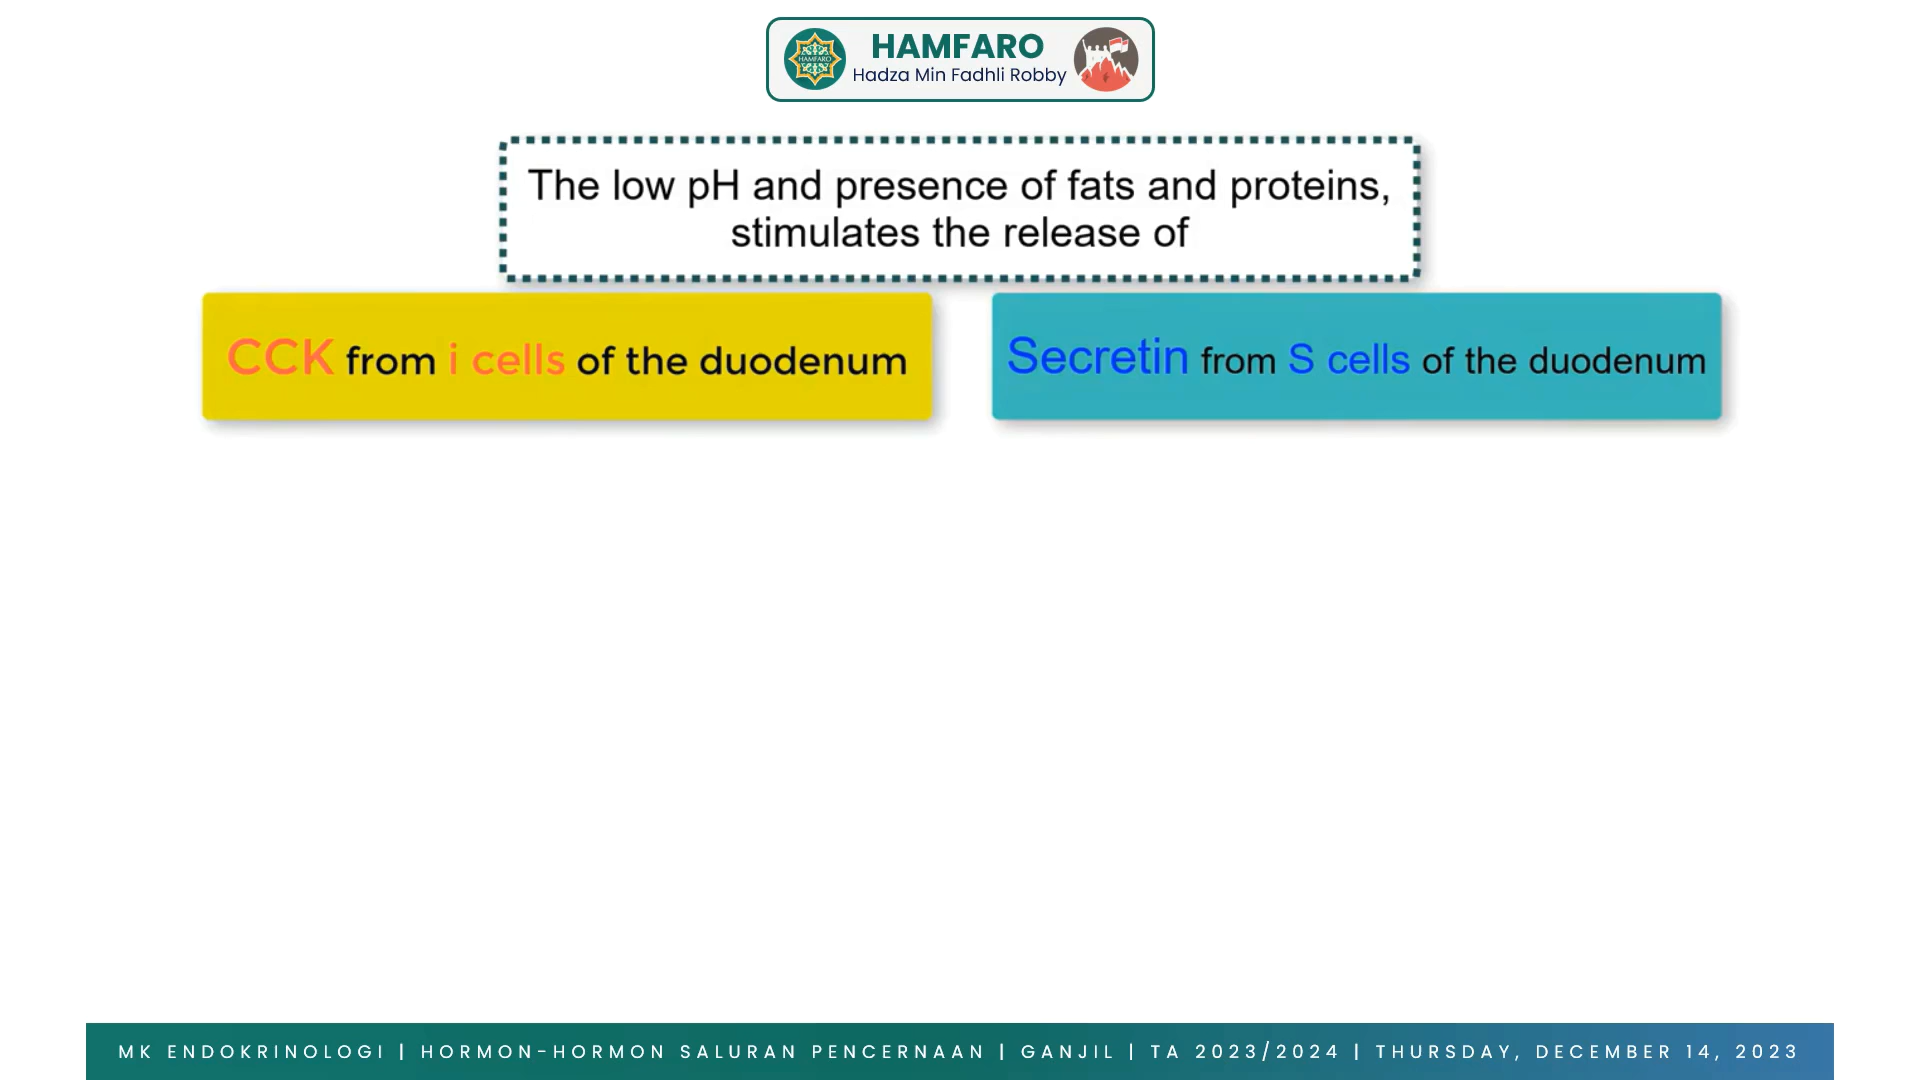 HAMFARO
HAMFARO
Hadza Min Fadhli Robby
The low pH and presence of fats and proteins,
stimulates the release of
CCK from i cells of the duodenum
Secretin from S cells of the duodenum
MK ENDOKRINOLOGI | HORMON-HORMON SALURAN PENCERNAAN | GANJIL | TA 2023/2024 | THURSDAY, DECEMBER 14, 2023